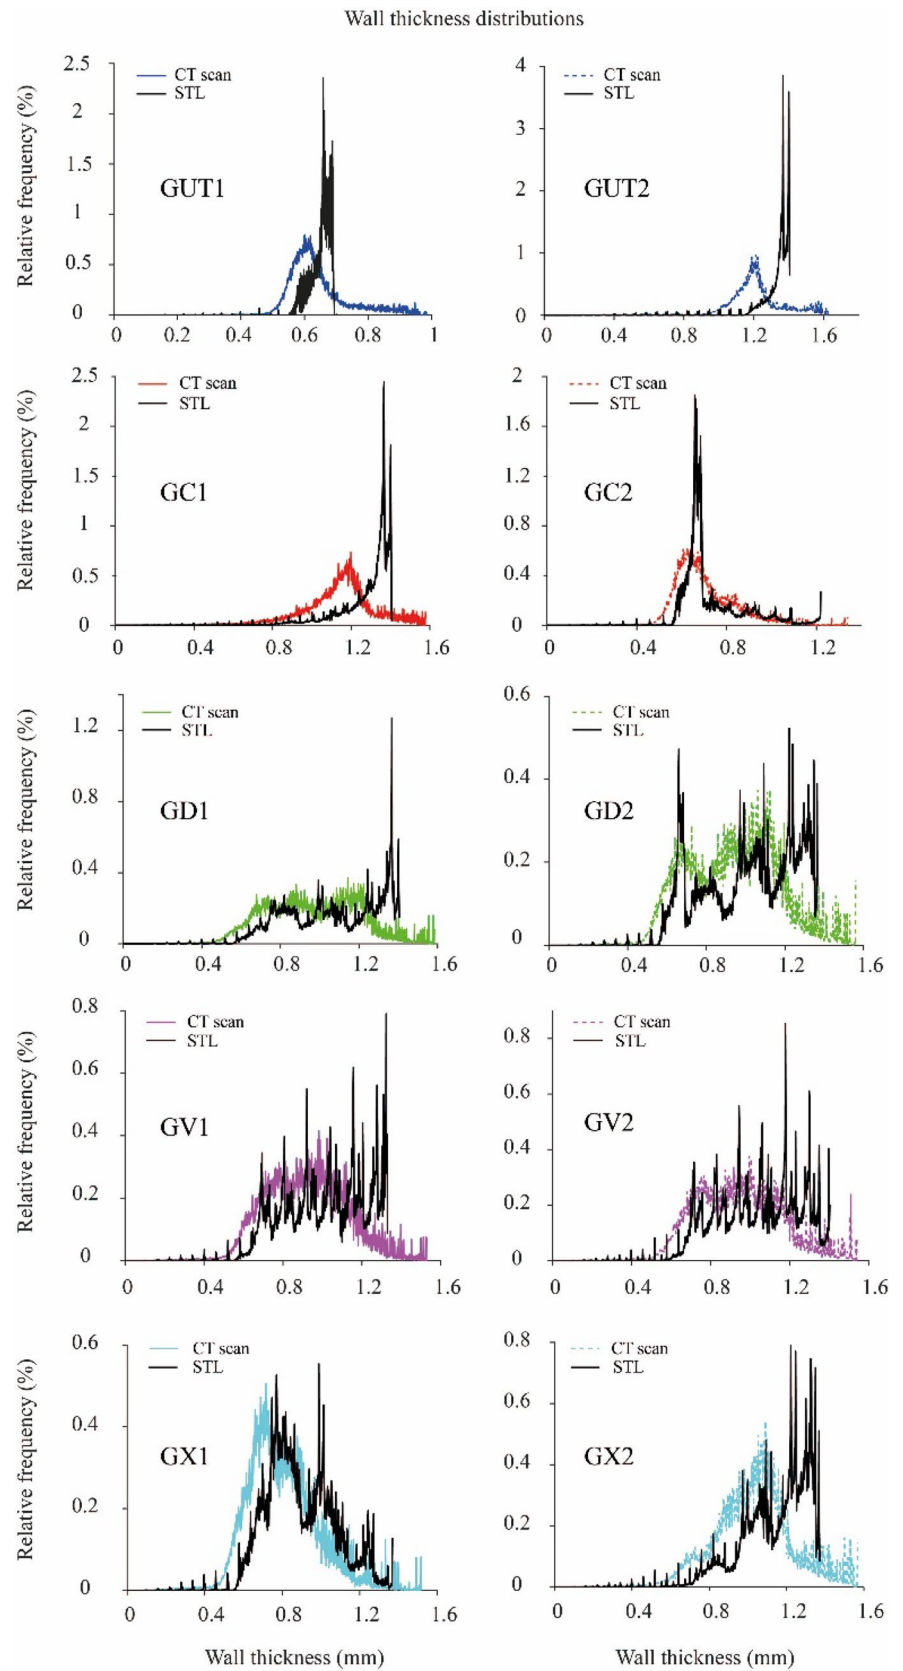 Wall thickness distributions
Relative frequency (%)
2.5
2
1.5
1
0.5
0
CT scan
STL
GUT1
0 0.2 0.4 0.6 0.8 1
4
3
2
1
0
CT scan
STL
GUT2
0 0.4 0.8 1.2 1.6
Relative frequency (%)
2.5
2
1.5
1
0.5
0
CT scan
STL
GC1
0 0.4 0.8 1.2 1.6
2
1.6
1.2
0.8
0.4
0
CT scan
STL
GC2
0 0.4 0.8 1.2
Relative frequency (%)
1.2
0.8
0.4
0
CT scan
STL
GD1
0 0.4 0.8 1.2 1.6
0.6
0.4
0.2
0
CT scan
STL
GD2
0 0.4 0.8 1.2 1.6
Relative frequency (%)
0.8
0.6
0.4
0.2
0
CT scan
STL
GV1
0 0.4 0.8 1.2 1.6
0.8
0.6
0.4
0.2
0
CT scan
STL
GV2
0 0.4 0.8 1.2 1.6
Relative frequency (%)
0.6
0.4
0.2
0
CT scan
STL
GX1
0 0.4 0.8 1.2 1.6
Wall thickness (mm)
0.8
0.6
0.4
0.2
0
CT scan
STL
GX2
0 0.4 0.8 1.2 1.6
Wall thickness (mm)